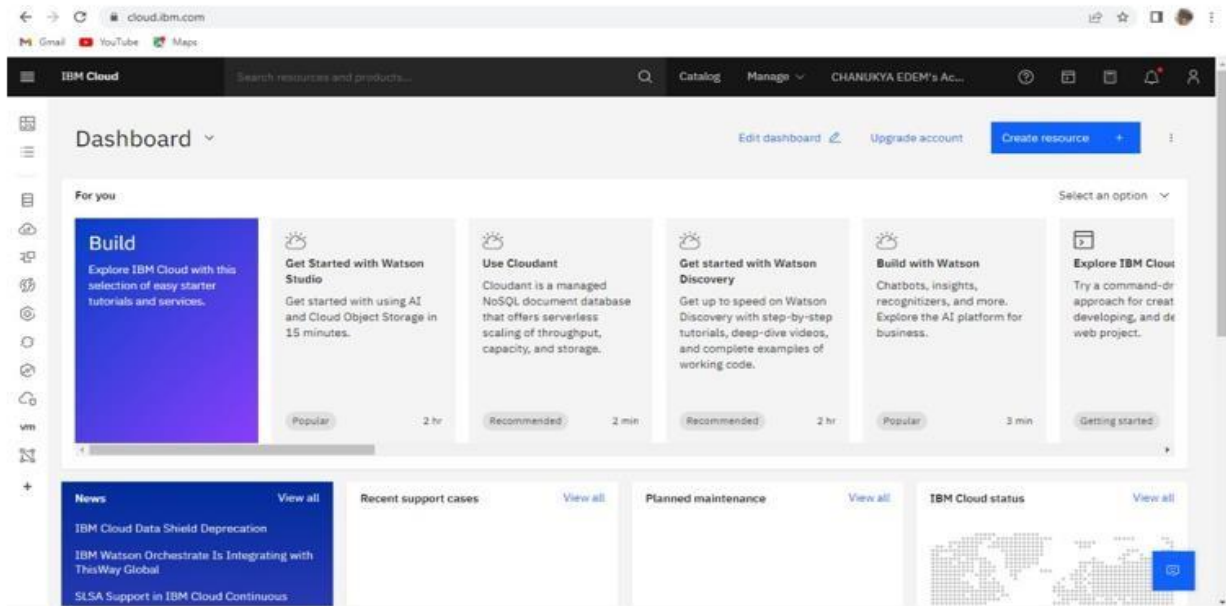 cloud.ibm.com
Gmail YouTube Maps
IBM Cloud Search resources and products... Catalog Manage CHANUKYA EDEM's Ac...
Dashboard Edit dashboard Upgrade account Create resource +
For you Select an option
Build
Explore IBM Cloud with this
selection of easy starter
tutorials and services.
Get Started with Watson
Studio
Get started with using AI
and Cloud Object Storage in
15 minutes.
Popular 2 hr
Use Cloudant
Cloudant is a managed
NoSQL document database
that offers serverless
scaling of throughput,
capacity, and storage.
Recommended 2 min
Get started with Watson
Discovery
Get up to speed on Watson
Discovery with step-by-step
tutorials, deep-dive videos,
and complete examples of
working code.
Recommended 2 hr
Build with Watson
Chatbots, insights,
recognitizers, and more.
Explore the AI platform for
business.
Popular 3 min
Explore IBM Clou
Try a command-dr
approach for creat
developing, and de
web project.
Getting started
vm
News View all
IBM Cloud Data Shield Deprecation
IBM Watson Orchestrate Is Integrating with
ThisWay Global
SLSA Support in IBM Cloud Continuous
Recent support cases View all
Planned maintenance View all
IBM Cloud status View all